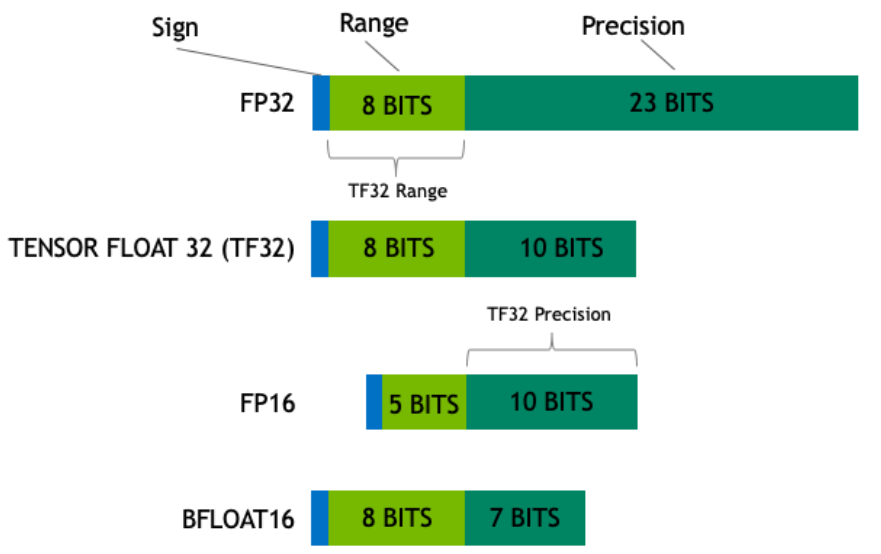 Sign
Range
Precision
FP32
8 BITS
23 BITS
TF32 Range
TENSOR FLOAT 32 (TF32)
8 BITS
10 BITS
TF32 Precision
FP16
5 BITS
10 BITS
BFLOAT16
8 BITS
7 BITS